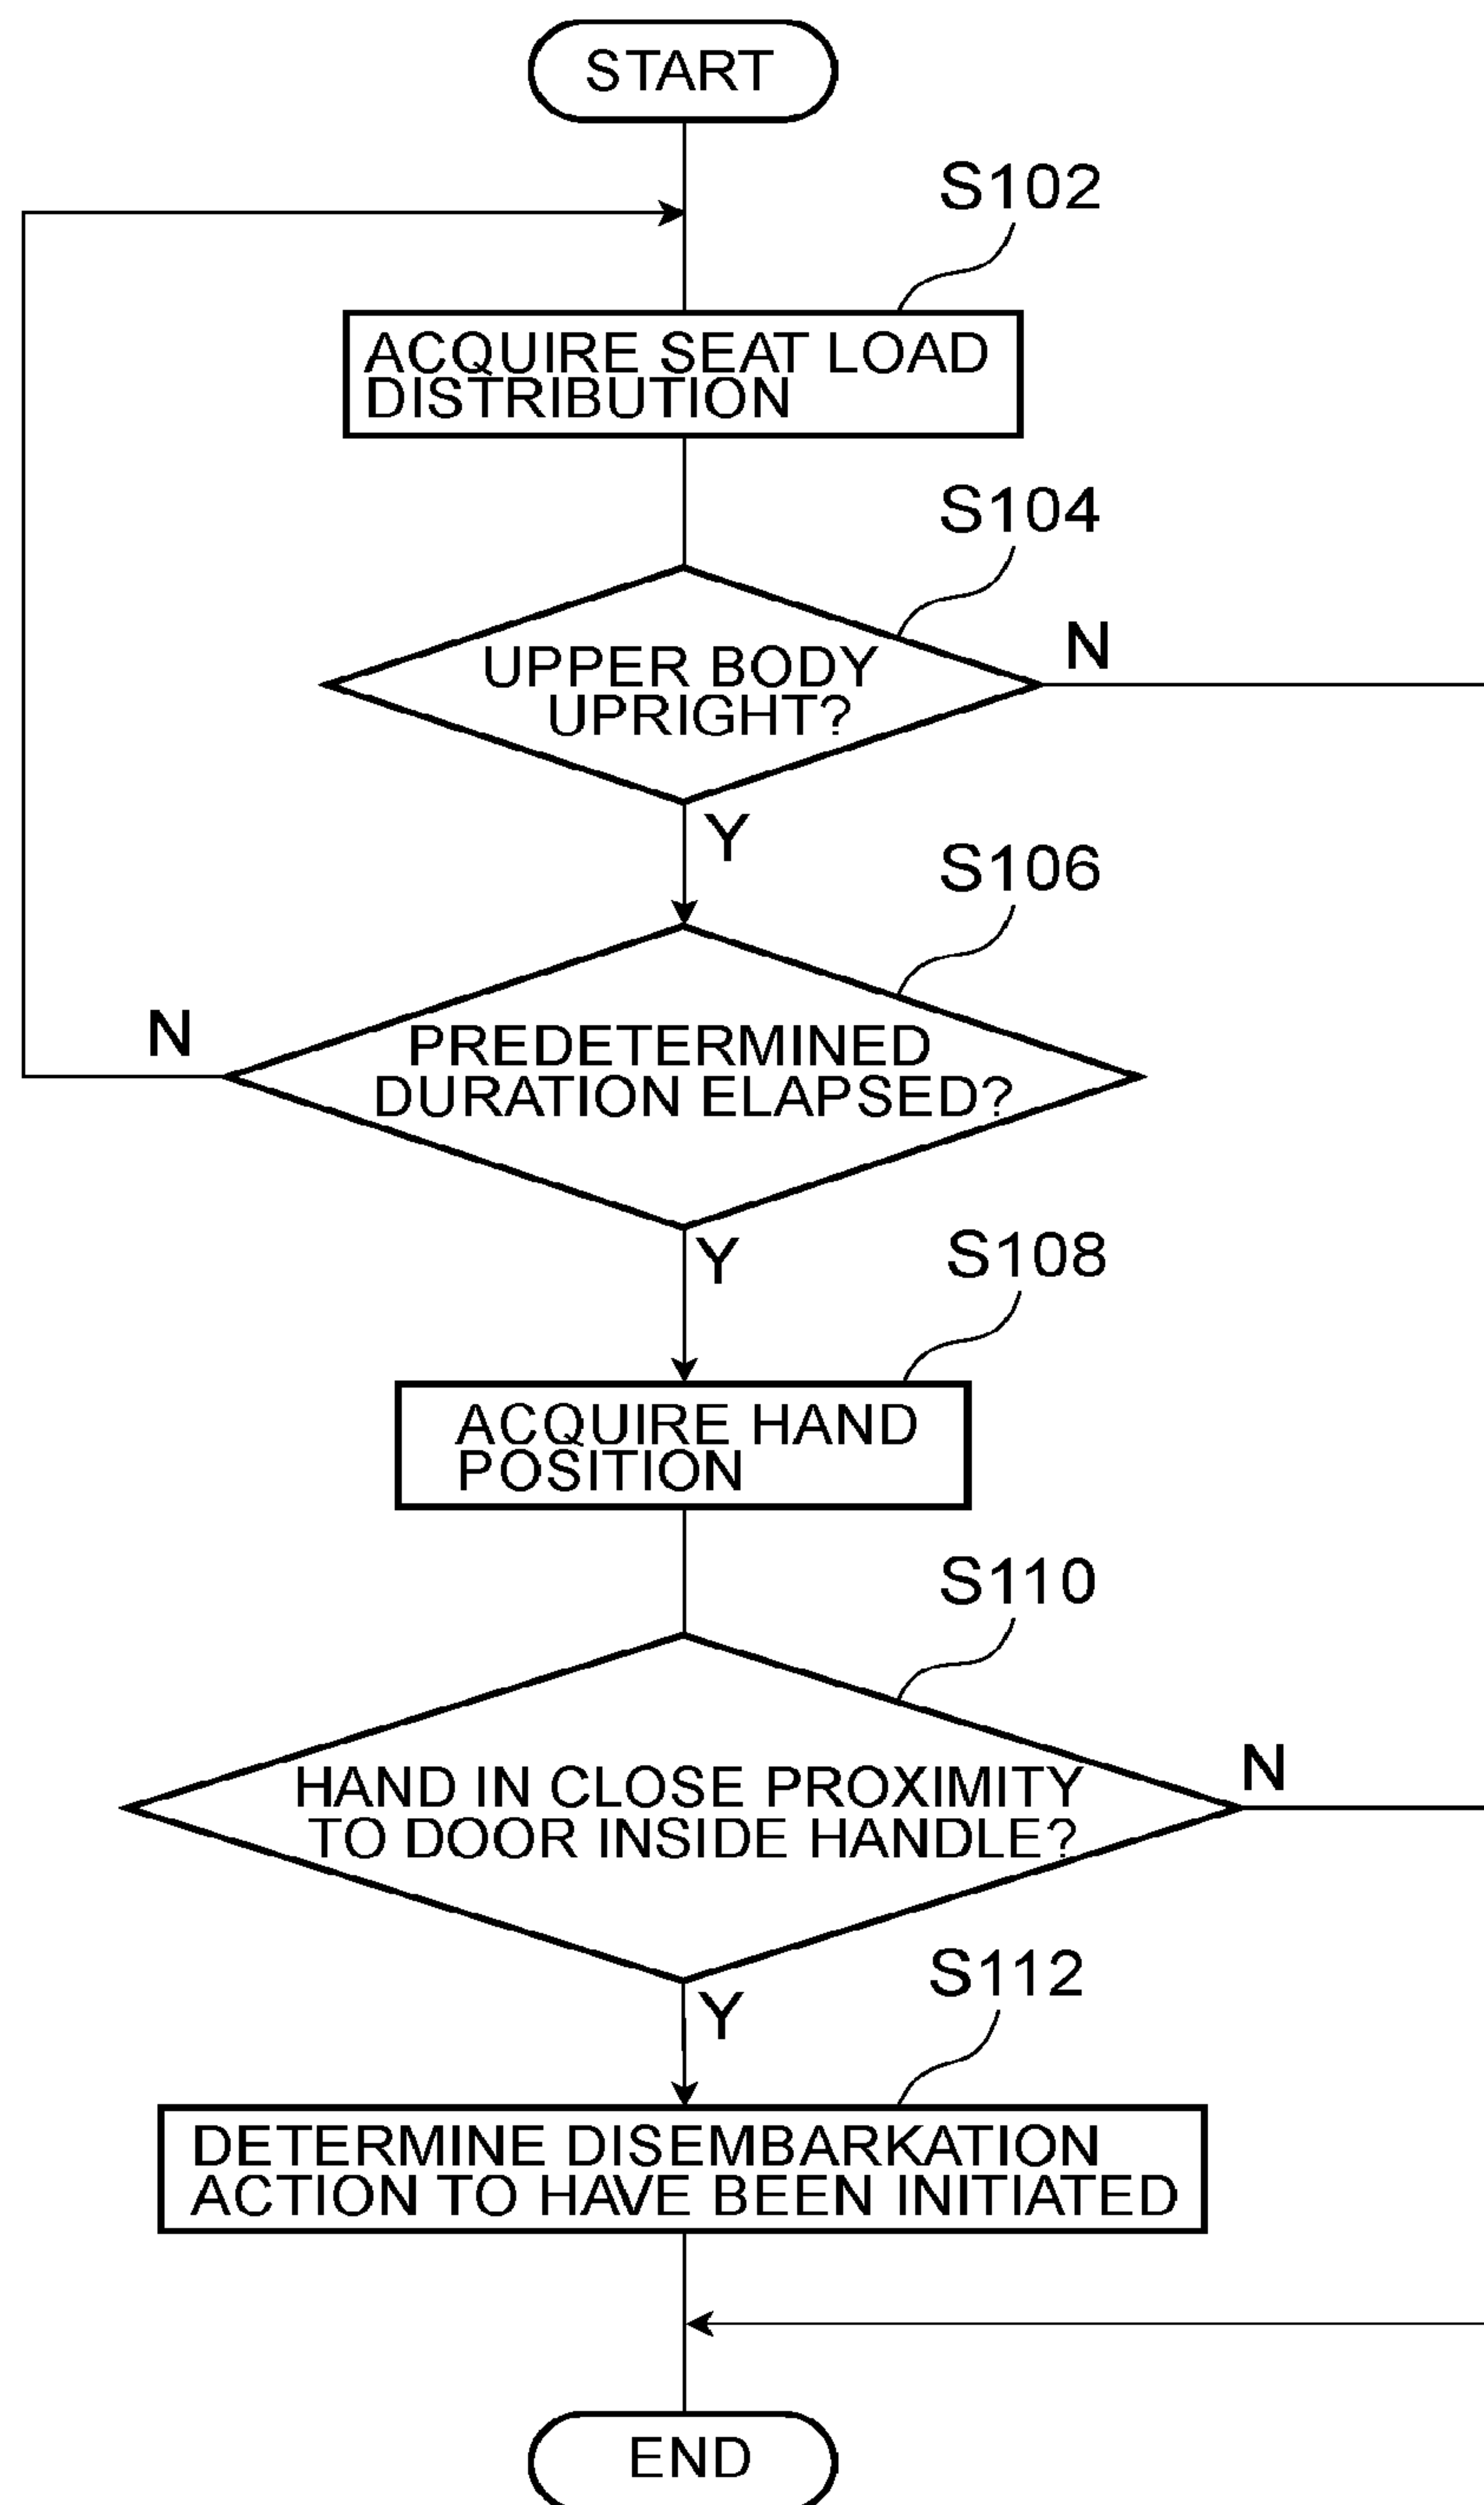 START
S102
ACQUIRE SEAT LOAD
DISTRIBUTION
S104
N
UPPER BODY
UPRIGHT?
Y
S106
N
PREDETERMINED
DURATION ELAPSED?
Y
S108
ACQUIRE HAND
POSITION
S110
N
HAND IN CLOSE PROXIMITY
TO DOOR INSIDE HANDLE?
Y
S112
DETERMINE DISEMBARKATION
ACTION TO HAVE BEEN INITIATED
END